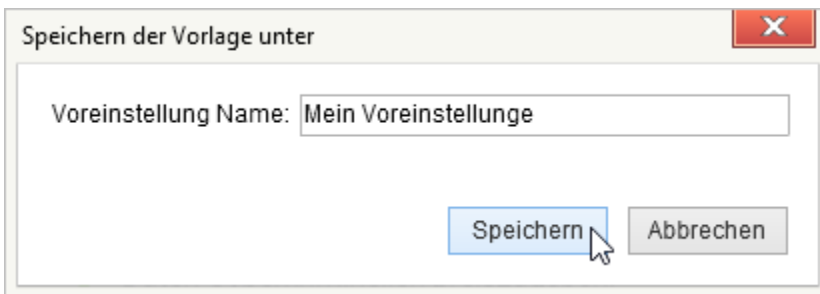 Speichern der Vorlage unter
Voreinstellung Name: Mein Voreinstellunge
Speichern Abbrechen